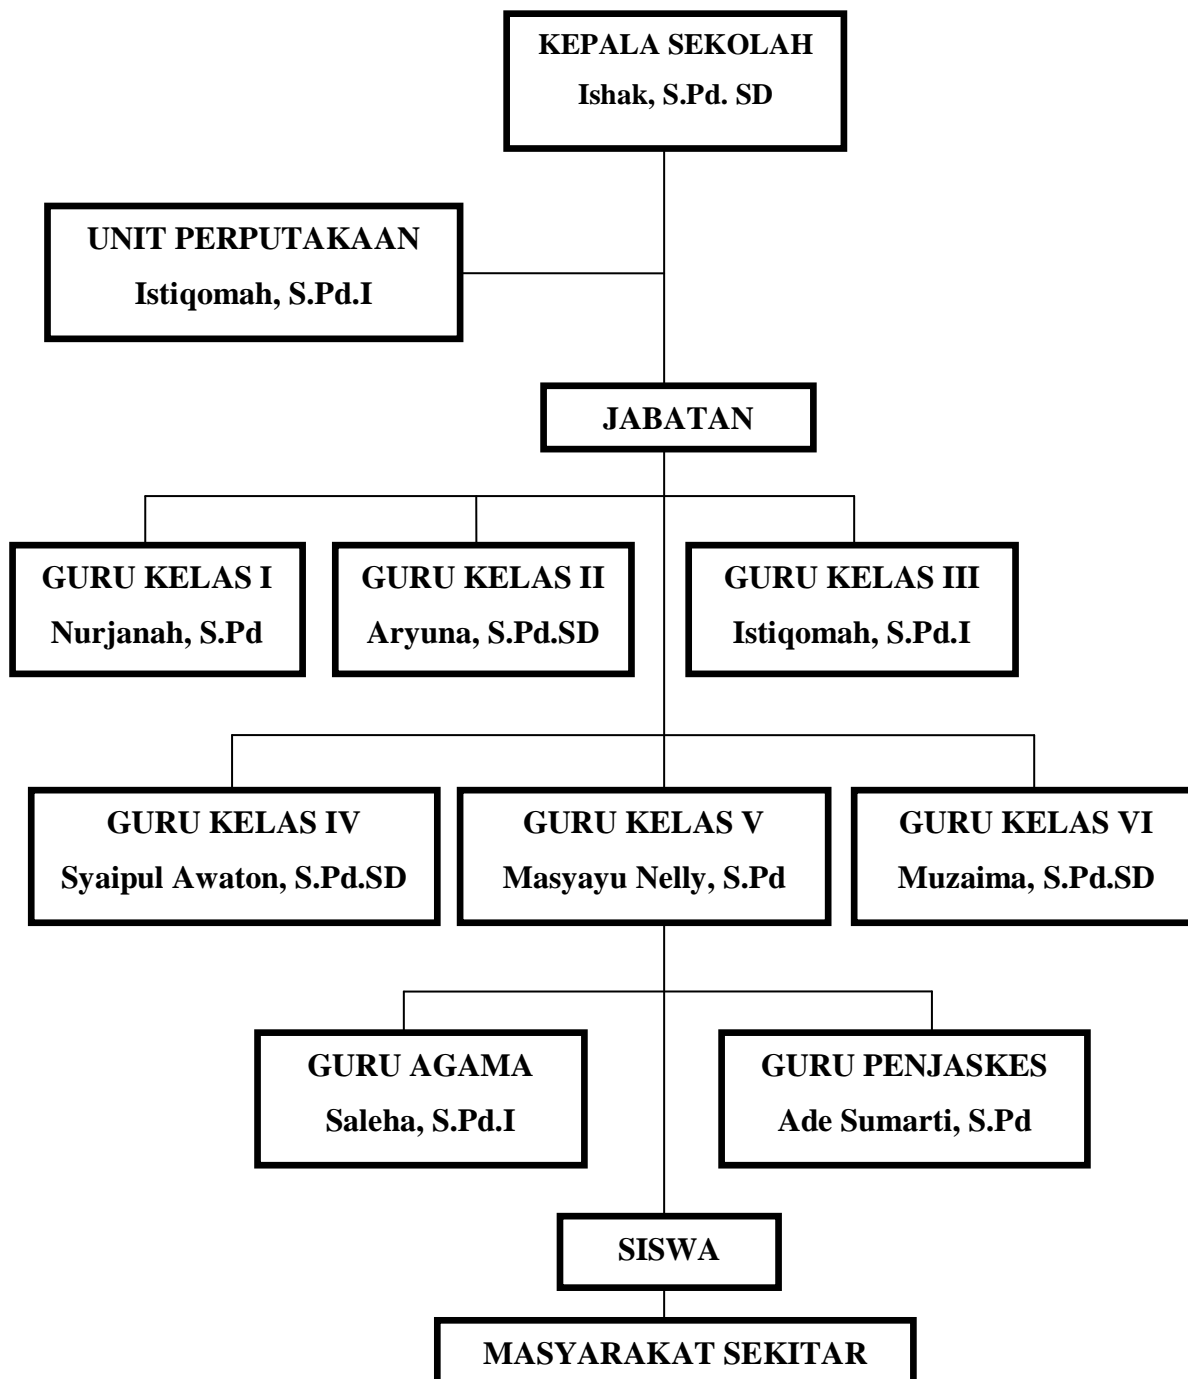 KEPALA SEKOLAH
Ishak, S.Pd. SD
UNIT PERPUTAKAAN
Istiqomah, S.Pd.I
JABATAN
GURU KELAS I
Nurjanah, S.Pd
GURU KELAS II
Aryuna, S.Pd.SD
GURU KELAS III
Istiqomah, S.Pd.I
GURU KELAS IV
Syaipul Awaton, S.Pd.SD
GURU KELAS V
Masyayu Nelly, S.Pd
GURU KELAS VI
Muzaima, S.Pd.SD
GURU AGAMA
Saleha, S.Pd.I
GURU PENJASKES
Ade Sumarti, S.Pd
SISWA
MASYARAKAT SEKITAR